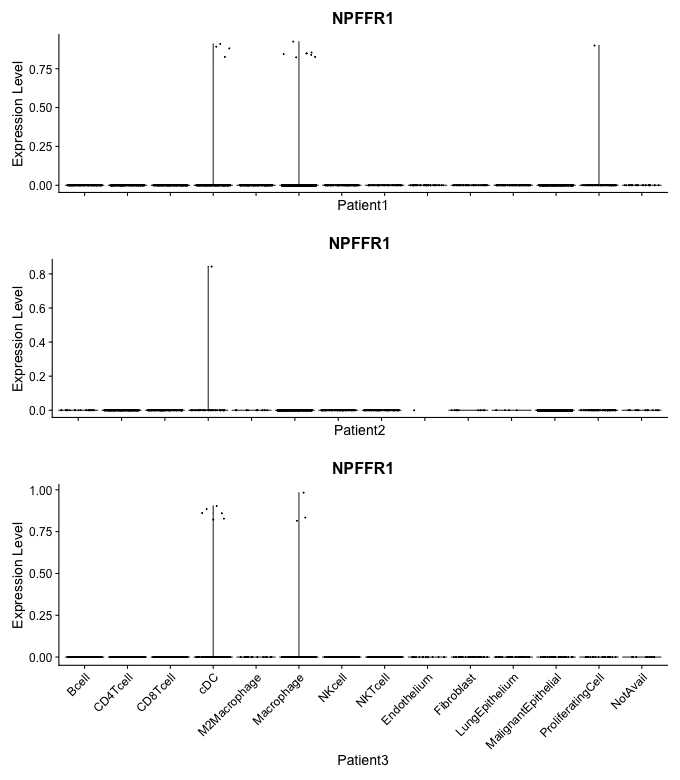 NPFFR1
Expression Level
0.75
0.50
0.25
0.00
Patient1
NPFFR1
Expression Level
0.8
0.6
0.4
0.2
0.0
Patient2
NPFFR1
Expression Level
1.00
0.75
0.50
0.25
0.00
Bcell
CD4Tcell
CD8Tcell
cDC
M2Macrophage
Macrophage
NKcell
NKTcell
Endothelium
Fibroblast
LungEpithelium
MalignantEpithelial
ProliferatingCell
NotAvail
Patient3